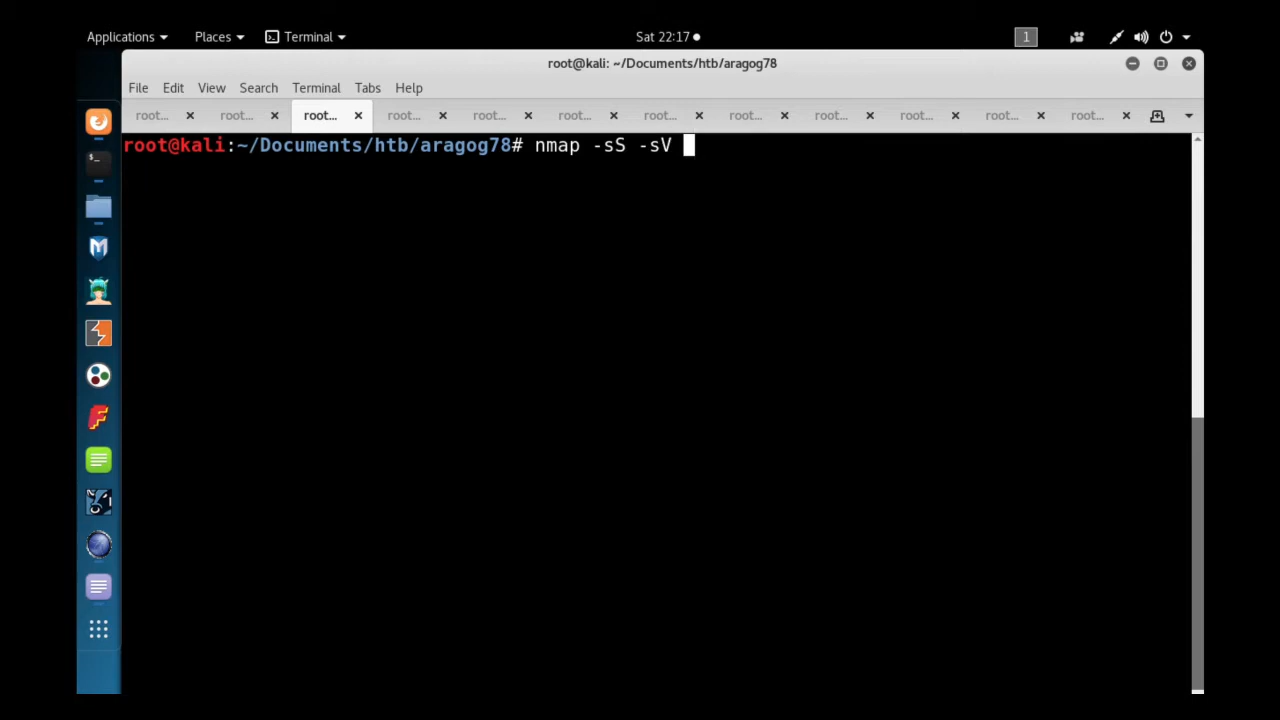 Applications Places Terminal Sat 22:17 1
root@kali: ~/Documents/htb/aragog78
File Edit View Search Terminal Tabs Help
root... root... root... root... root... root... root... root... root... root... root... root...
root@kali:~/Documents/htb/aragog78# nmap -sS -sV